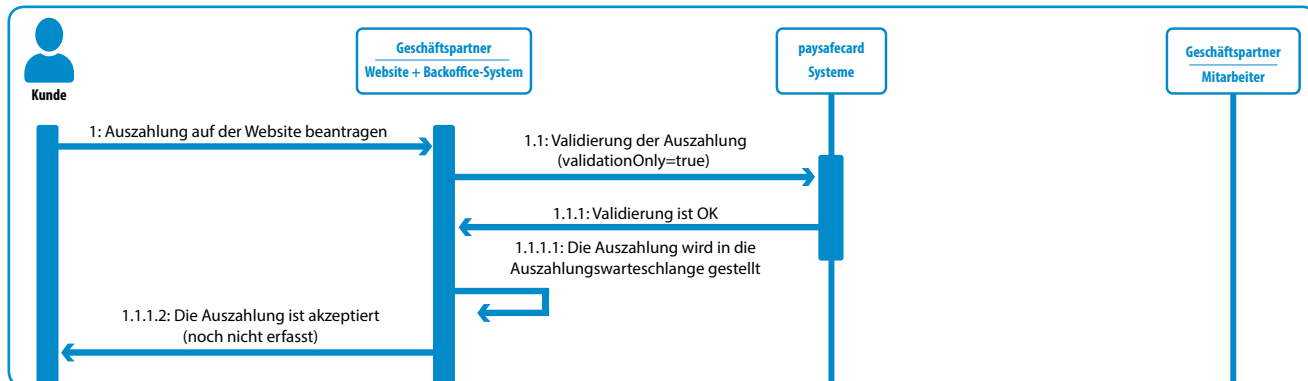 Kunde
Geschäftspartner
Website + Backoffice-System
paysafecard
Systeme
Geschäftspartner
Mitarbeiter
1: Auszahlung auf der Website beantragen
1.1: Validierung der Auszahlung
(validationOnly=true)
1.1.1: Validierung ist OK
1.1.1.1: Die Auszahlung wird in die
Auszahlungswarteschlange gestellt
1.1.1.2: Die Auszahlung ist akzeptiert
(noch nicht erfasst)